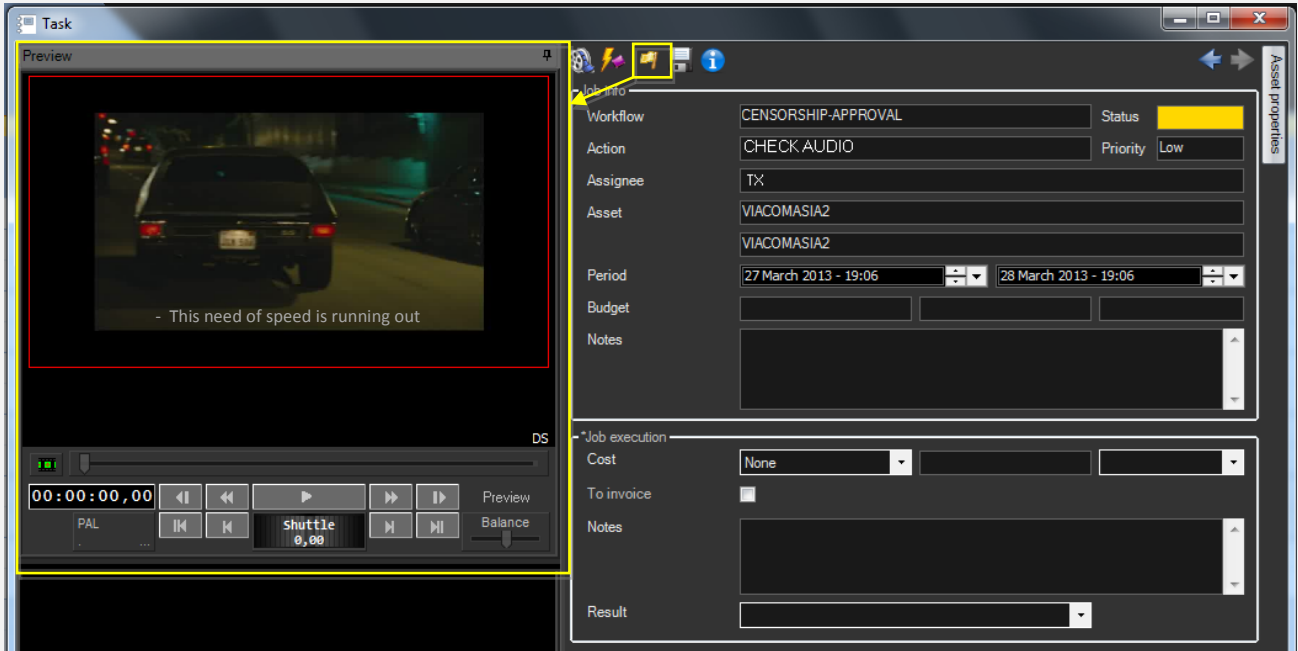 Task
Preview
- This need of speed is running out
DS
00:00:00,00
Preview
PAL
. ...
Shuttle
0,00
Balance
Asset properties
Job info
Workflow CENSORSHIP-APPROVAL Status
Action CHECK AUDIO Priority Low
Assignee TX
Asset VIACOMASIA2
VIACOMASIA2
Period 27 March 2013 - 19:06 28 March 2013 - 19:06
Budget
Notes
*Job execution
Cost None
To invoice
Notes
Result